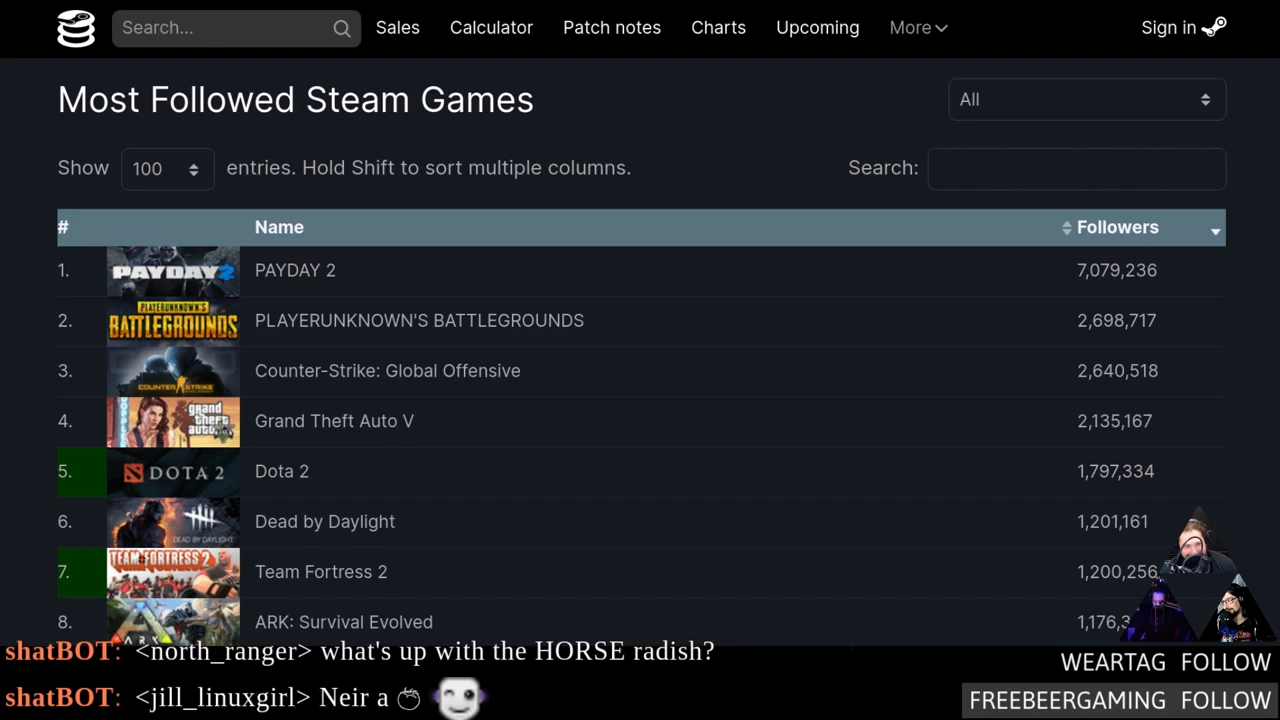 Search... Sales Calculator Patch notes Charts Upcoming More Sign in
Most Followed Steam Games All
Show 100 entries. Hold Shift to sort multiple columns. Search:
# Name Followers
1. PAYDAY 2 PAYDAY 2 7,079,236
2. PLAYERUNKNOWN'S BATTLEGROUNDS PLAYERUNKNOWN'S BATTLEGROUNDS 2,698,717
3. COUNTER STRIKE Counter-Strike: Global Offensive 2,640,518
4. grand theft auto V Grand Theft Auto V 2,135,167
5. DOTA 2 Dota 2 1,797,334
6. DEAD BY DAYLIGHT Dead by Daylight 1,201,161
7. TEAM FORTRESS 2 Team Fortress 2 1,200,256
8. ARK ARK: Survival Evolved 1,176,3
shatBOT: <north_ranger> what's up with the HORSE radish?
WEARTAG FOLLOW
shatBOT: <jill_linuxgirl> Neir a 🍅
FREEBEERGAMING FOLLOW